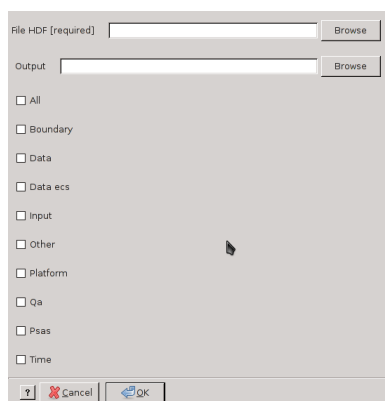 File HDF [required] Browse
Output Browse
All
Boundary
Data
Data ecs
Input
Other
Platform
Qa
Psas
Time
? Cancel OK